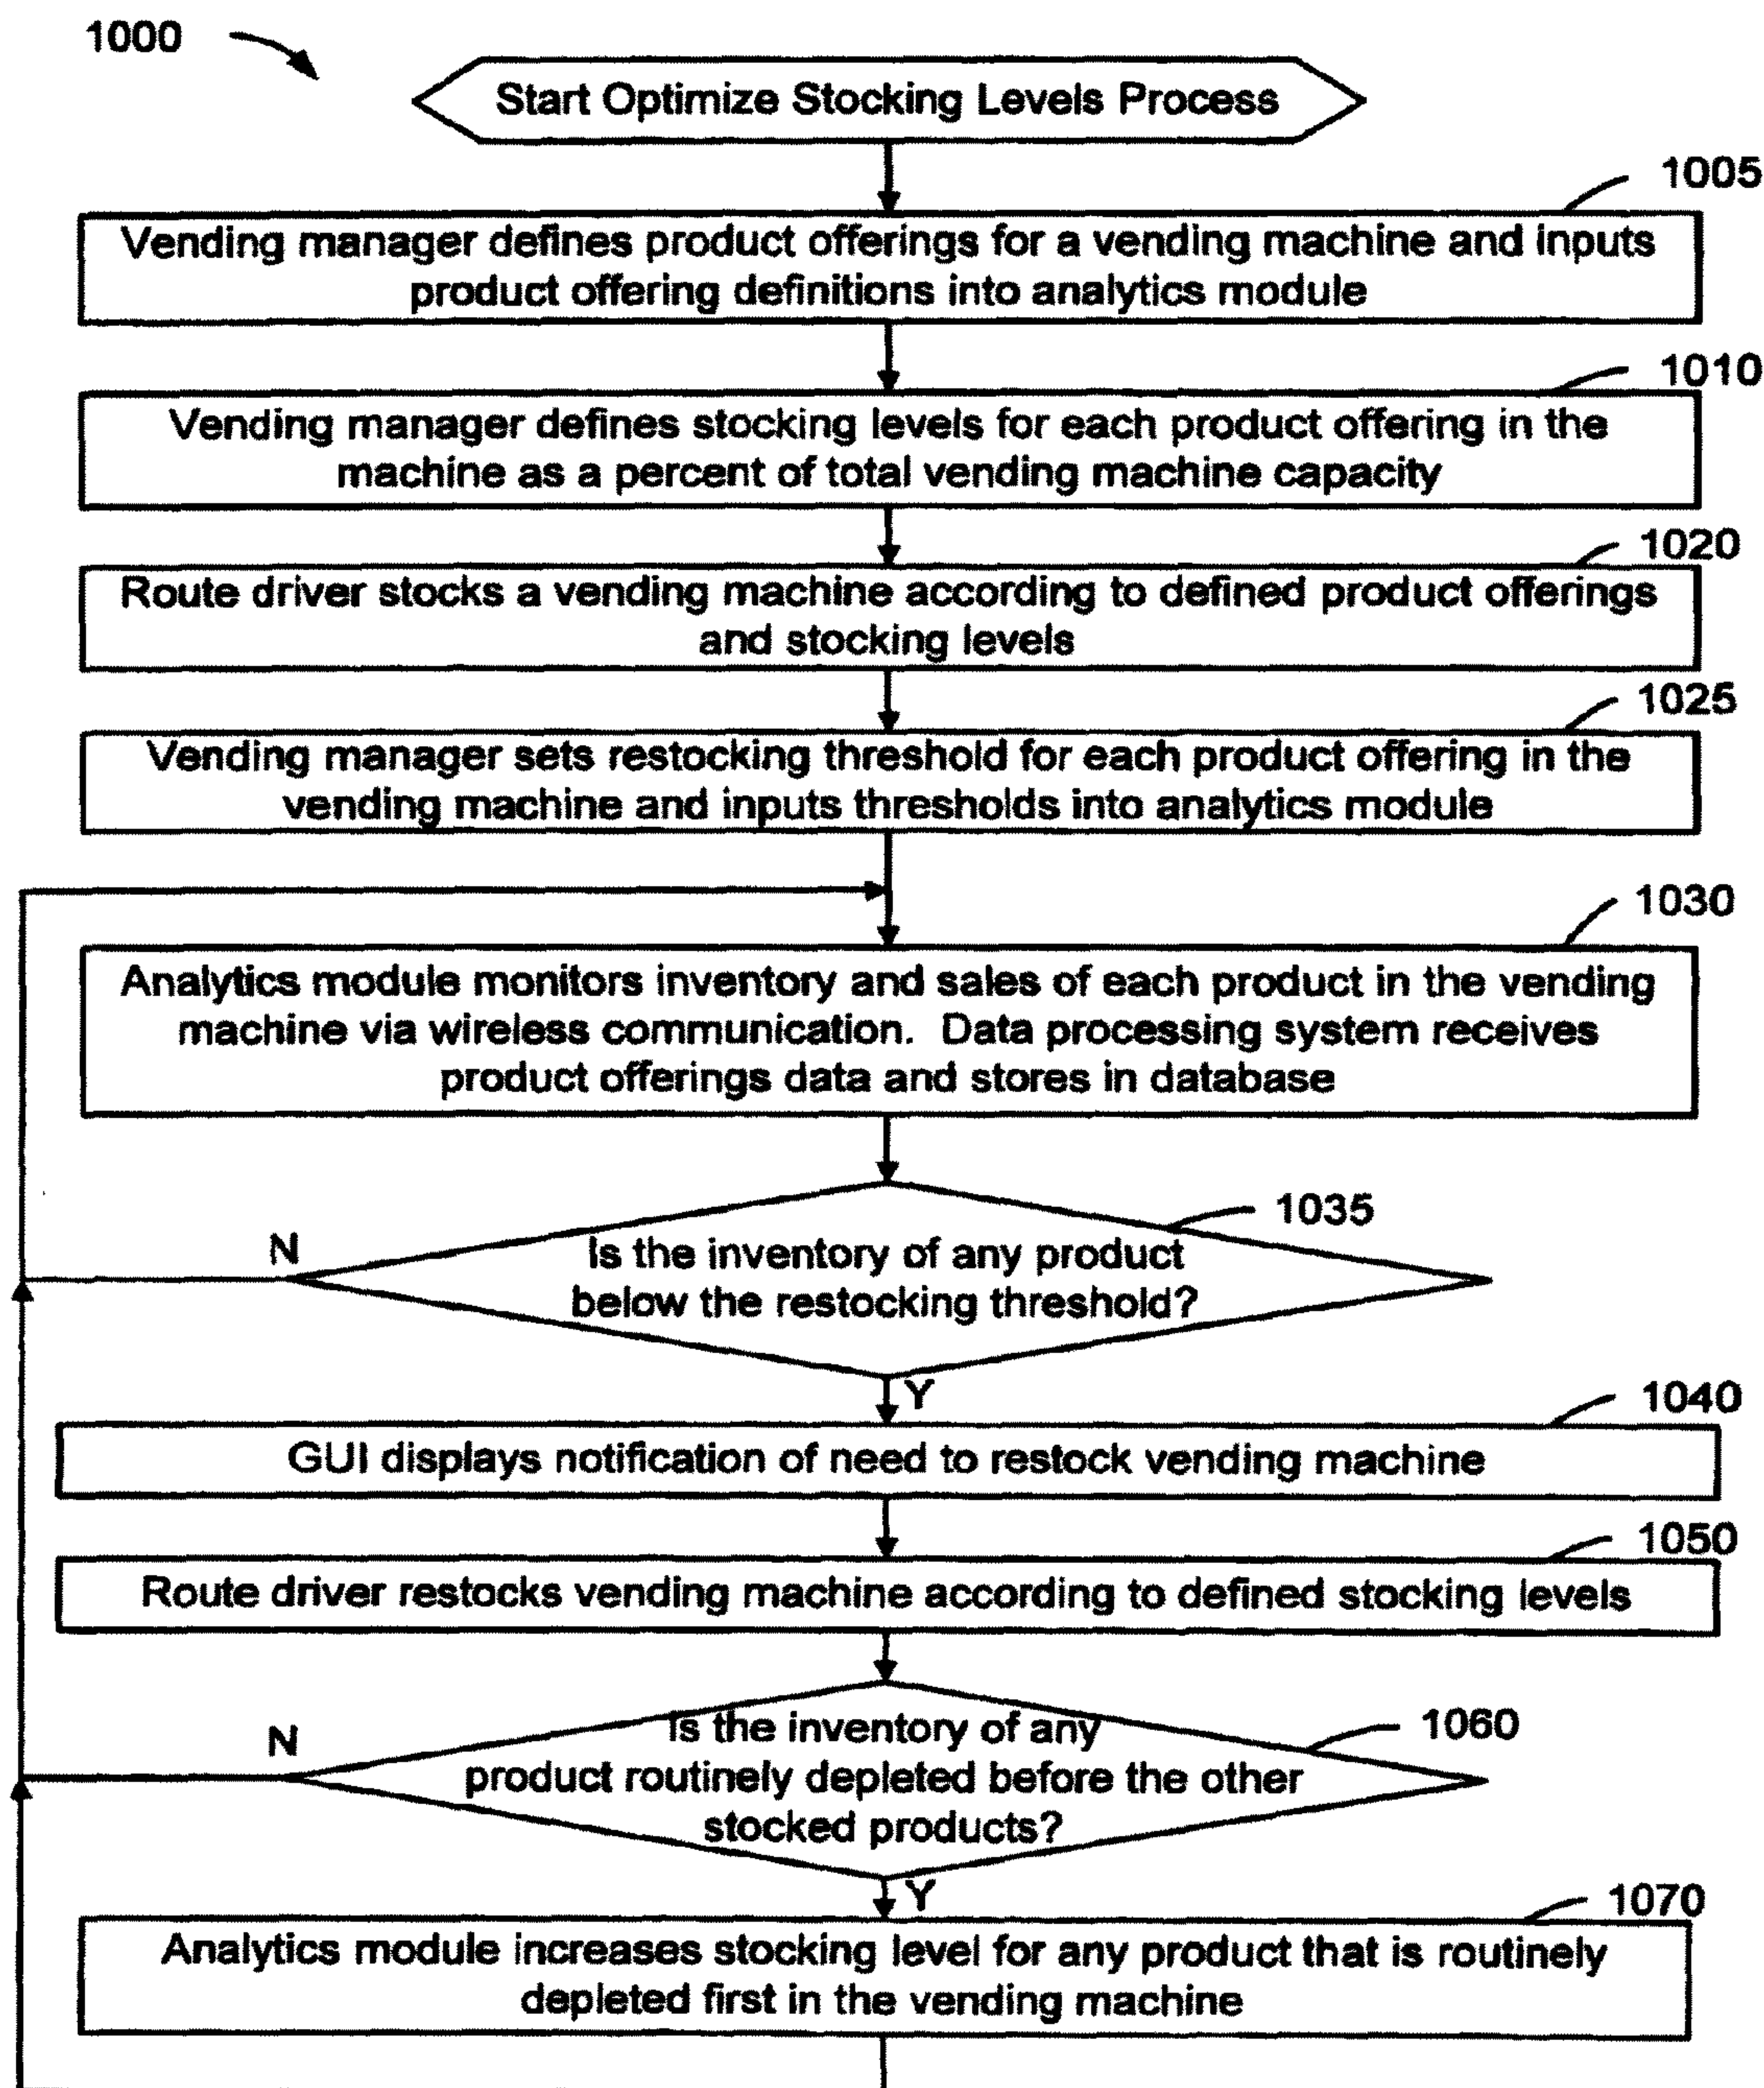 1000
Start Optimize Stocking Levels Process
1005
Vending manager defines product offerings for a vending machine and inputs
product offering definitions into analytics module
1010
Vending manager defines stocking levels for each product offering in the
machine as a percent of total vending machine capacity
1020
Route driver stocks a vending machine according to defined product offerings
and stocking levels
1025
Vending manager sets restocking threshold for each product offering in the
vending machine and inputs thresholds into analytics module
1030
Analytics module monitors inventory and sales of each product in the vending
machine via wireless communication. Data processing system receives
product offerings data and stores in database
1035
N
Is the inventory of any product
below the restocking threshold?
Y
1040
GUI displays notification of need to restock vending machine
1050
Route driver restocks vending machine according to defined stocking levels
1060
N
Is the inventory of any
product routinely depleted before the other
stocked products?
Y
1070
Analytics module increases stocking level for any product that is routinely
depleted first in the vending machine